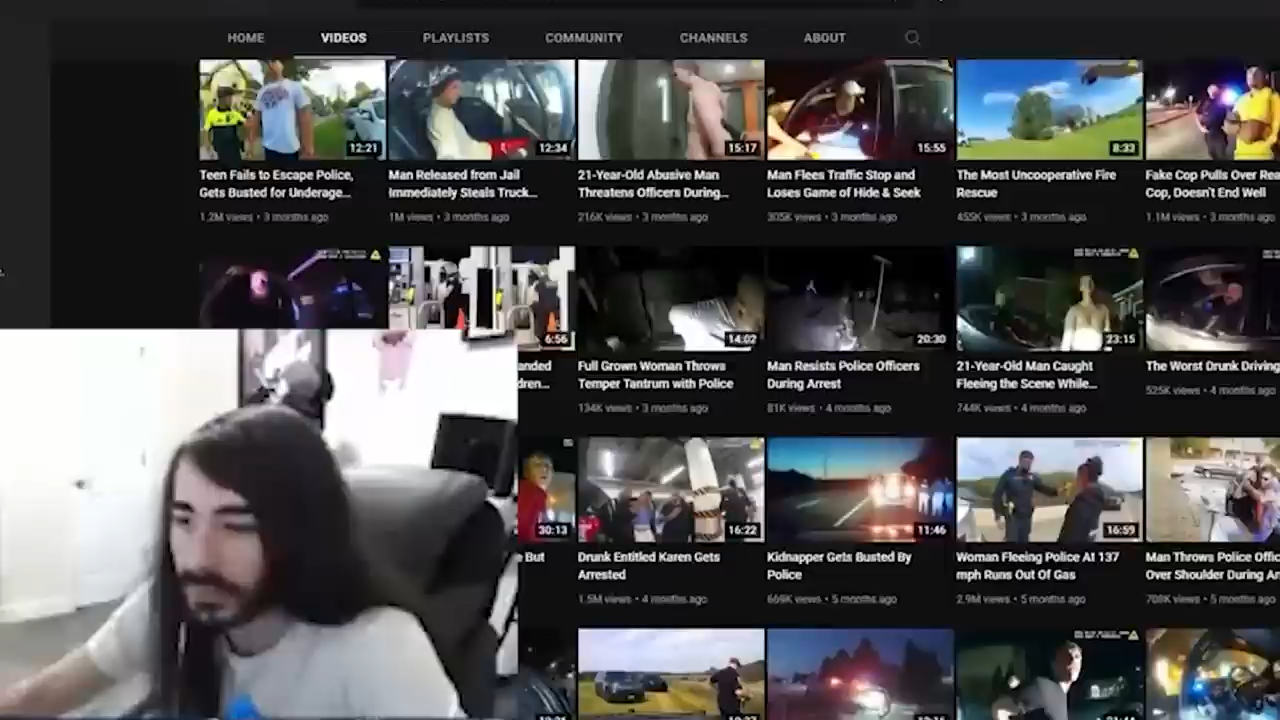 HOME VIDEOS PLAYLISTS COMMUNITY CHANNELS ABOUT
12:21 12:34 15:17 15:55 8:33
Teen Fails to Escape Police,
Gets Busted for Underage...
1.2M views • 3 months ago
Man Released from Jail
Immediately Steals Truck...
1M views • 3 months ago
21-Year-Old Abusive Man
Threatens Officers During...
216K views • 3 months ago
Man Flees Traffic Stop and
Loses Game of Hide & Seek
305K views • 3 months ago
The Most Uncooperative Fire
Rescue
455K views • 3 months ago
Fake Cop Pulls Over Rea
Cop, Doesn't End Well
1.1M views • 3 months ago
6:56 14:02 20:30 23:15
anded
dren...
Full Grown Woman Throws
Temper Tantrum with Police
134K views • 3 months ago
Man Resists Police Officers
During Arrest
81K views • 4 months ago
21-Year-Old Man Caught
Fleeing the Scene While...
744K views • 4 months ago
The Worst Drunk Driving
525K views • 4 months ago
30:13 16:22 11:46 16:59
e But
Drunk Entitled Karen Gets
Arrested
1.5M views • 4 months ago
Kidnapper Gets Busted By
Police
669K views • 5 months ago
Woman Fleeing Police At 137
mph Runs Out Of Gas
2.9M views • 5 months ago
Man Throws Police Offic
Over Shoulder During Ar
708K views • 5 months ago